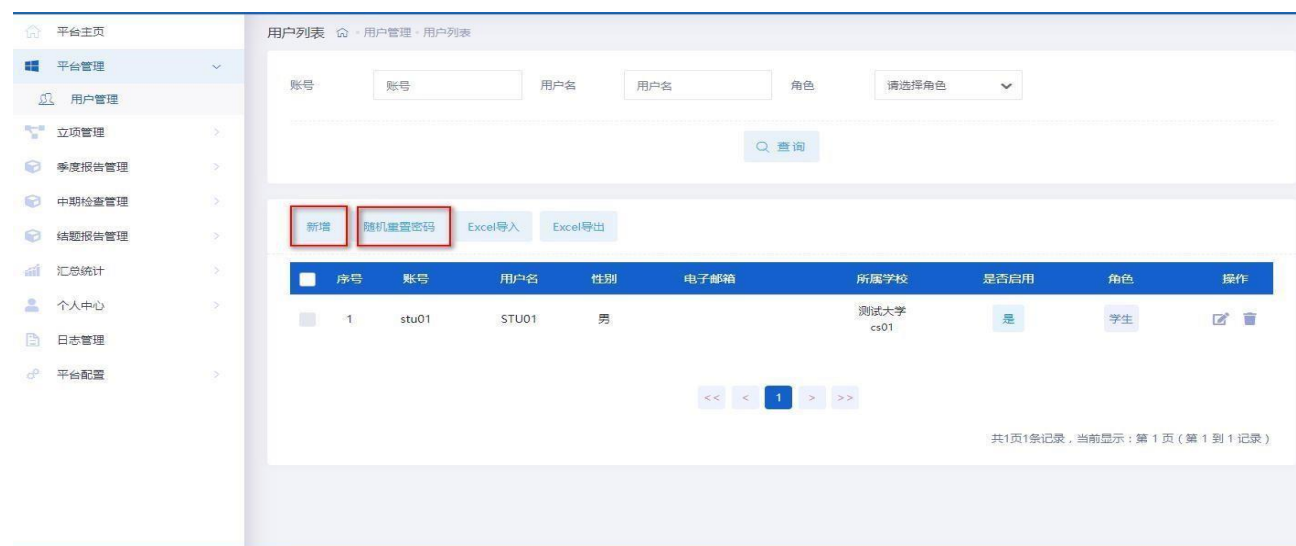 平台主页
平台管理
用户管理
立项管理
季度报告管理
中期检查管理
结题报告管理
汇总统计
个人中心
日志管理
平台配置
用户列表 - 用户管理 - 用户列表
账号 账号 用户名 用户名 角色 请选择角色
查询
新增 随机重置密码 Excel导入 Excel导出
序号 账号 用户名 性别 电子邮箱 所属学校 是否启用 角色 操作
1 stu01 STU01 男 测试大学 是 学生
cs01
<< < 1 > >>
共1页1条记录，当前显示：第 1 页 ( 第 1 到 1 记录 )